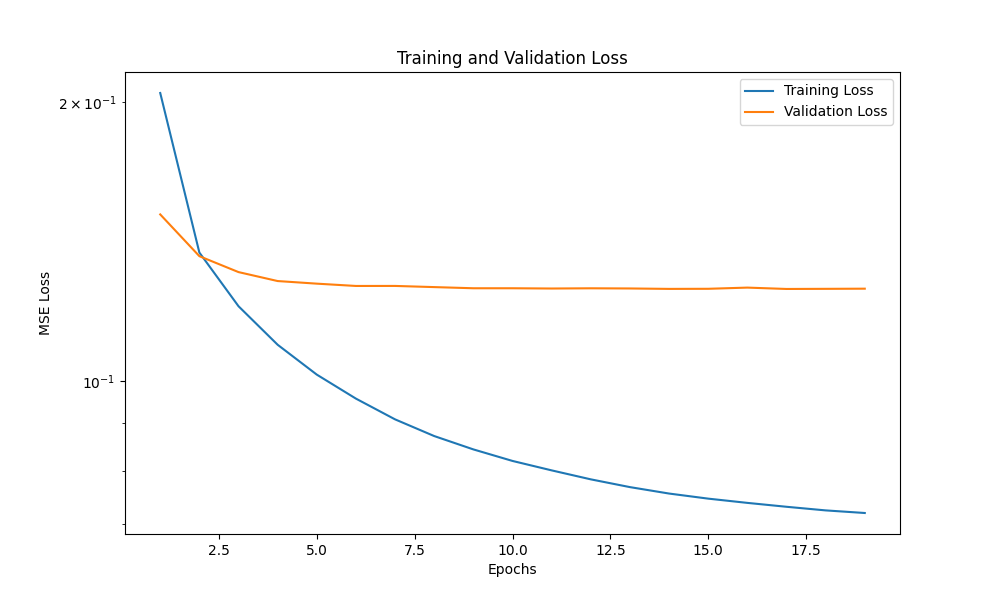 Training and Validation Loss
Training Loss
Validation Loss
2 × 10⁻¹
10⁻¹
MSE Loss
2.5 5.0 7.5 10.0 12.5 15.0 17.5
Epochs